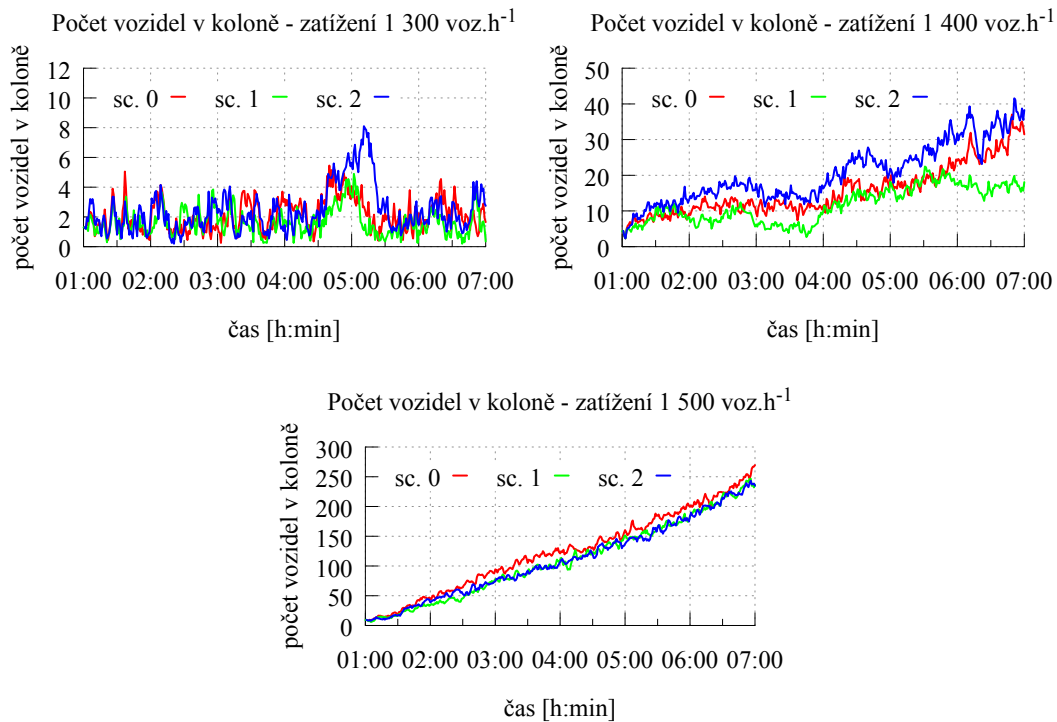 Počet vozidel v koloně - zatížení 1 300 voz.h-1
počet vozidel v koloně
12
10
8
6
4
2
0
sc. 0 sc. 1 sc. 2
01:00 02:00 03:00 04:00 05:00 06:00 07:00
čas [h:min]
Počet vozidel v koloně - zatížení 1 400 voz.h-1
počet vozidel v koloně
50
40
30
20
10
0
sc. 0 sc. 1 sc. 2
01:00 02:00 03:00 04:00 05:00 06:00 07:00
čas [h:min]
Počet vozidel v koloně - zatížení 1 500 voz.h-1
počet vozidel v koloně
300
250
200
150
100
50
0
sc. 0 sc. 1 sc. 2
01:00 02:00 03:00 04:00 05:00 06:00 07:00
čas [h:min]